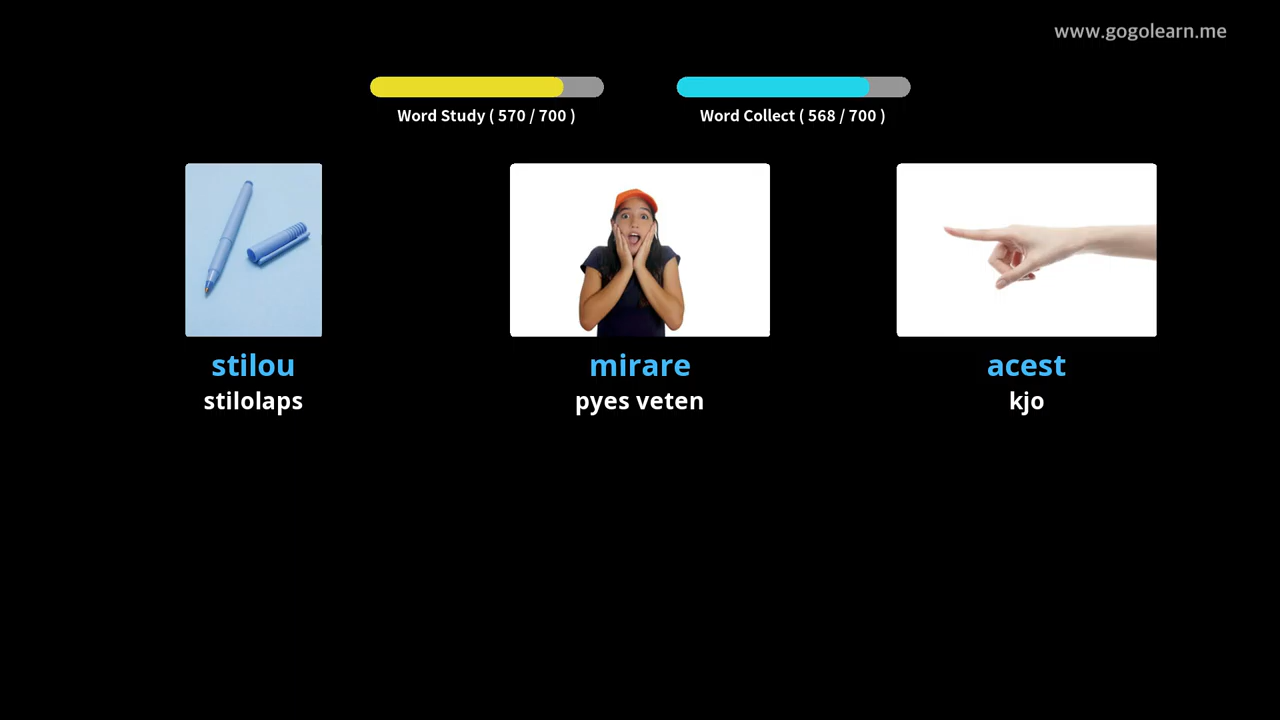 www.gogolearn.me
Word Study ( 570 / 700 )
Word Collect ( 568 / 700 )
stilou
stilolaps
mirare
pyes veten
acest
kjo